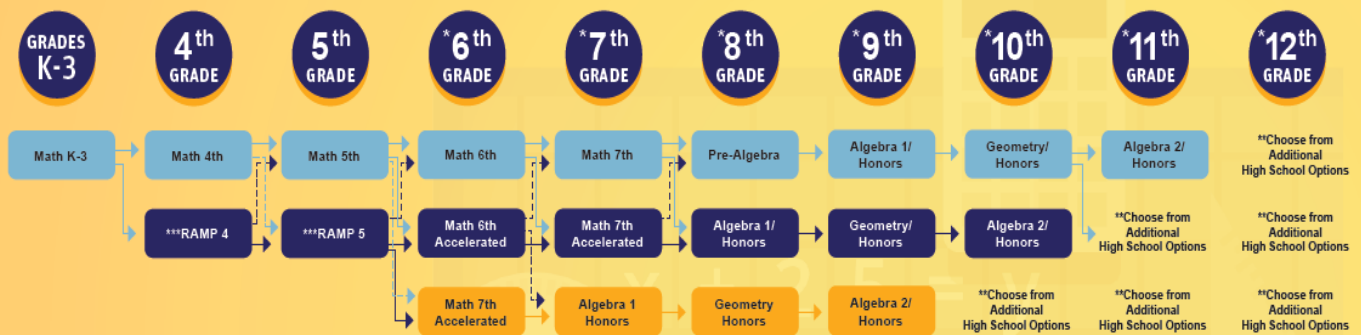 GRADES
K-3
4th
GRADE
5th
GRADE
*6th
GRADE
*7th
GRADE
*8th
GRADE
*9th
GRADE
*10th
GRADE
*11th
GRADE
*12th
GRADE
Math K-3
Math 4th
Math 5th
Math 6th
Math 7th
Pre-Algebra
Algebra 1/
Honors
Geometry/
Honors
Algebra 2/
Honors
**Choose from
Additional
High School Options
***RAMP 4
***RAMP 5
Math 6th
Accelerated
Math 7th
Accelerated
Algebra 1/
Honors
Geometry/
Honors
Algebra 2/
Honors
**Choose from
Additional
High School Options
**Choose from
Additional
High School Options
Math 7th
Accelerated
Algebra 1
Honors
Geometry
Honors
Algebra 2/
Honors
**Choose from
Additional
High School Options
**Choose from
Additional
High School Options
**Choose from
Additional
High School Options